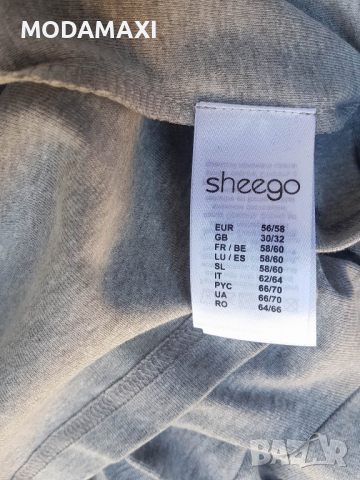 MODAMAXI
sheego
EUR 56/58
GB 30/32
FR / BE 58/60
LU / ES 58/60
SL 58/60
IT 62/64
PYC 66/70
UA 66/70
RO 64/66
BAZAR